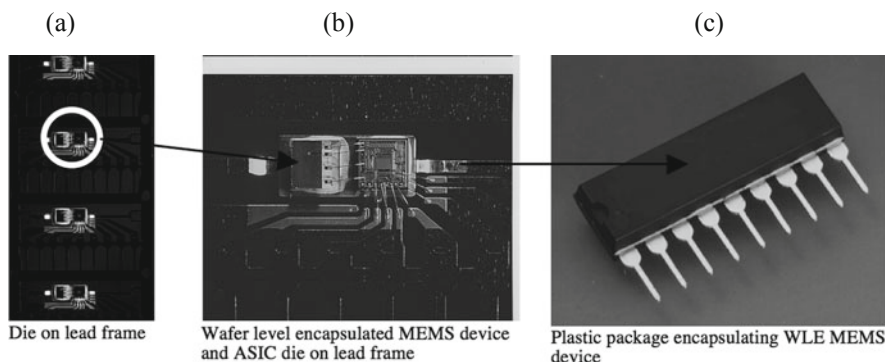 (a)
(b)
(c)
Die on lead frame
Wafer level encapsulated MEMS device
and ASIC die on lead frame
Plastic package encapsulating WLE MEMS
device